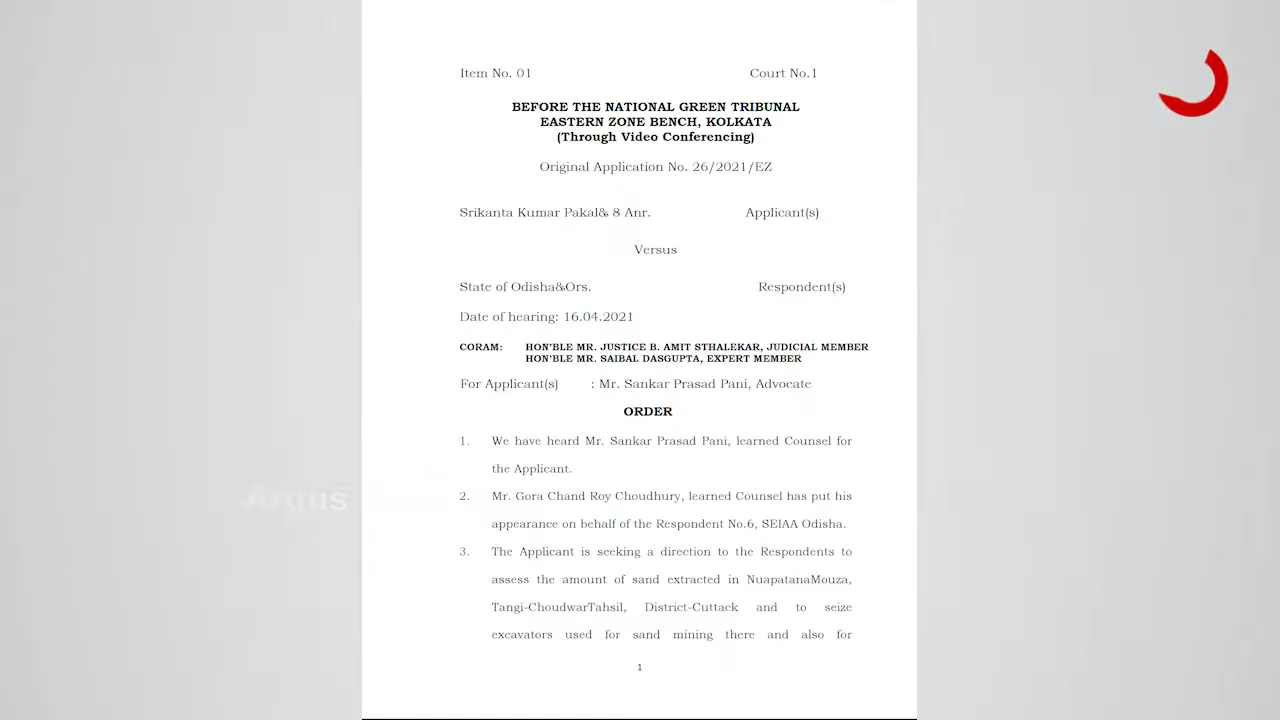 Item No. 01 Court No.1
BEFORE THE NATIONAL GREEN TRIBUNAL
EASTERN ZONE BENCH, KOLKATA
(Through Video Conferencing)
Original Application No. 26/2021/EZ
Srikanta Kumar Pakal& 8 Anr. Applicant(s)
Versus
State of Odisha&Ors. Respondent(s)
Date of hearing: 16.04.2021
CORAM: HON'BLE MR. JUSTICE B. AMIT STHALEKAR, JUDICIAL MEMBER
HON'BLE MR. SAIBAL DASGUPTA, EXPERT MEMBER
For Applicant(s) : Mr. Sankar Prasad Pani, Advocate
ORDER
1. We have heard Mr. Sankar Prasad Pani, learned Counsel for
the Applicant.
2. Mr. Gora Chand Roy Choudhury, learned Counsel has put his
appearance on behalf of the Respondent No.6, SEIAA Odisha.
3. The Applicant is seeking a direction to the Respondents to
assess the amount of sand extracted in NuapatanaMouza,
Tangi-ChoudwarTahsil, District-Cuttack and to seize
excavators used for sand mining there and also for
1
Argus